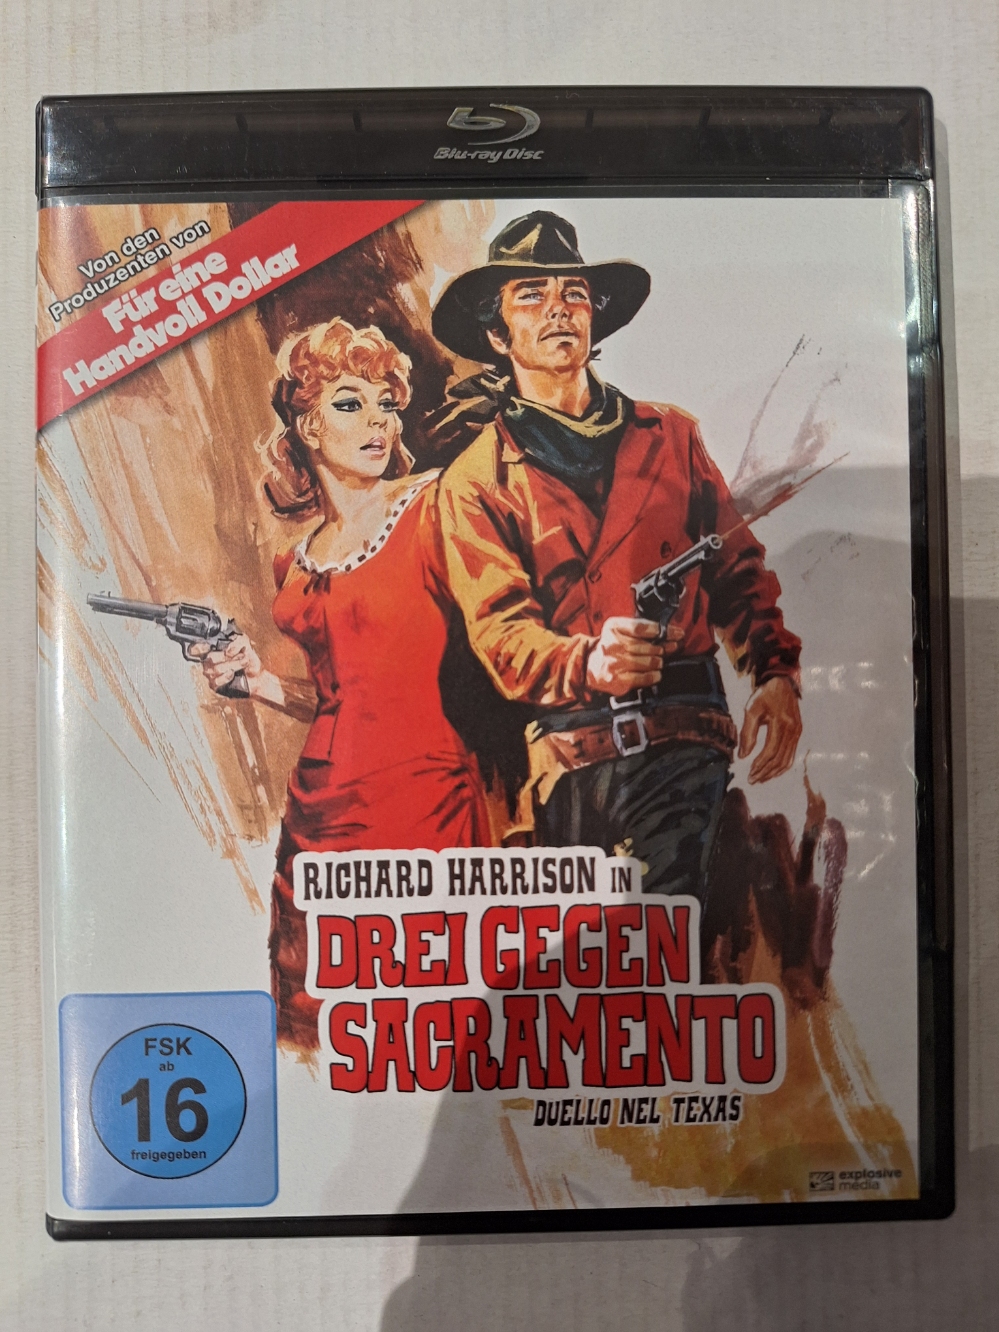 Blu-ray Disc
Von den
Produzenten von
Für eine
Handvoll Dollar
RICHARD HARRISON IN
DREI GEGEN
SACRAMENTO
DUELLO NEL TEXAS
FSK
ab
16
freigegeben
explosive
media